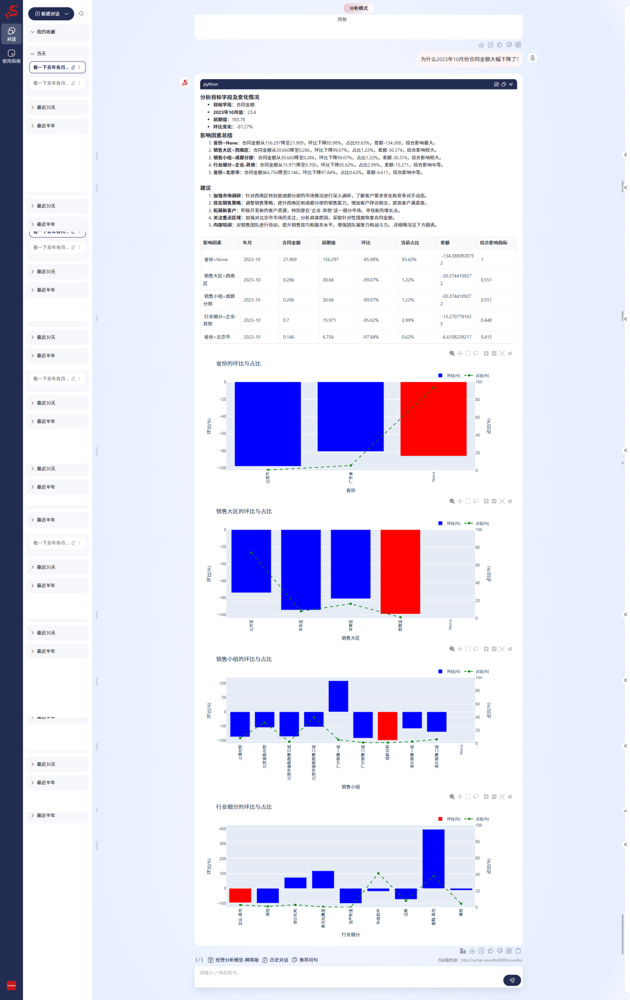 分析模式
新建对话
对话
使用指南
我的收藏
当天
看一下去年各月...
看一下去年各月...
最近30天
最近半年
最近30天
最近半年
看一下去年各月...
最近30天
最近半年
最近30天
最近半年
看一下去年各月...
最近30天
最近半年
最近30天
最近半年
最近半年
看一下去年各月...
最近30天
最近半年
最近30天
最近半年
最近半年
最近30天
最近半年
最近半年
月份
为什么2023年10月份合同金额大幅下降了?
python
分析目标字段及变化情况
• 目标字段：合同金额
• 2023年10月值：23.4
• 前期值：183.78
• 环比变化：-87.27%
影响因素总结
1. 省份=None：合同金额从156.297降至21.909，环比下降85.98%，占比93.63%，差额-134.388，综合影响最大。
2. 销售大区=西南区：合同金额从30.660降至0.286，环比下降99.07%，占比1.22%，差额-30.374，综合影响较大。
3. 销售小组=成都分部：合同金额从30.660降至0.286，环比下降99.07%，占比1.22%，差额-30.374，综合影响较大。
4. 行业细分=企业-其他：合同金额从15.971降至0.700，环比下降95.62%，占比2.99%，差额-15.271，综合影响中等。
5. 省份=北京市：合同金额从6.756降至0.146，环比下降97.84%，占比0.62%，差额-6.611，综合影响中等。
建议
1. 加强市场调研：针对西南区特别是成都分部的市场情况进行深入调研，了解客户需求变化和竞争对手动态。
2. 优化销售策略：调整销售策略，提升西南区和成都分部的销售能力，增加客户拜访频次，提高客户满意度。
3. 拓展新客户：积极开发新的客户资源，特别是在“企业-其他”这一细分市场，寻找新的增长点。
4. 关注重点区域：加强对北京市市场的关注，分析具体原因，采取针对性措施恢复合同金额。
5. 内部培训：对销售团队进行培训，提升销售技巧和服务水平，增强团队凝聚力和战斗力。.详细情况见下方图表。
影响因素 年月 合同金额 前期值 环比 当前占比 差额 综合影响指标
省份=None 2023-10 21.909 156.297 -85.98% 93.63% -134.3880920752 1
销售大区=西南区 2023-10 0.286 30.66 -99.07% 1.22% -30.3744109272 0.551
销售小组=成都分部 2023-10 0.286 30.66 -99.07% 1.22% -30.3744109272 0.551
行业细分=企业-其他 2023-10 0.7 15.971 -95.62% 2.99% -15.2707791635 0.448
省份=北京市 2023-10 0.146 6.756 -97.84% 0.62% -6.6108239217 0.415
省份的环比与占比
环比(%) 占比(%)
0 −20 −40 −60 −80 −100
100 80 60 40 20 0
环比(%)
占比(%)
北京市 广东省 None
省份
销售大区的环比与占比
环比(%) 占比(%)
0 −20 −40 −60 −80 −100
100 80 60 40 20 0
环比(%)
占比(%)
北方区 华东区 华南区 西南区 None
销售大区
销售小组的环比与占比
环比(%) 占比(%)
100 50 0 −50 −100
100 80 60 40 20 0
环比(%)
占比(%)
上海分部 北京金融分部 北京非金融销售三组 北京非金融销售二组 广州销售一组 广州销售二组 成都分部 深圳销售一组 深圳销售二组 None
销售小组
行业细分的环比与占比
环比(%) 占比(%)
400 300 200 100 0 −100
100 80 60 40 20 0
环比(%)
占比(%)
企业-其他 保险 培训机构 多元化集团 生产制造 科技软件 证券 金融-其他 高校
行业细分
[/] 经营分析模型-精简版 历史对话 推荐问句
当前服务器：http://aichat-smartbi:8080/smartbi/
请输入"/"唤起指令...